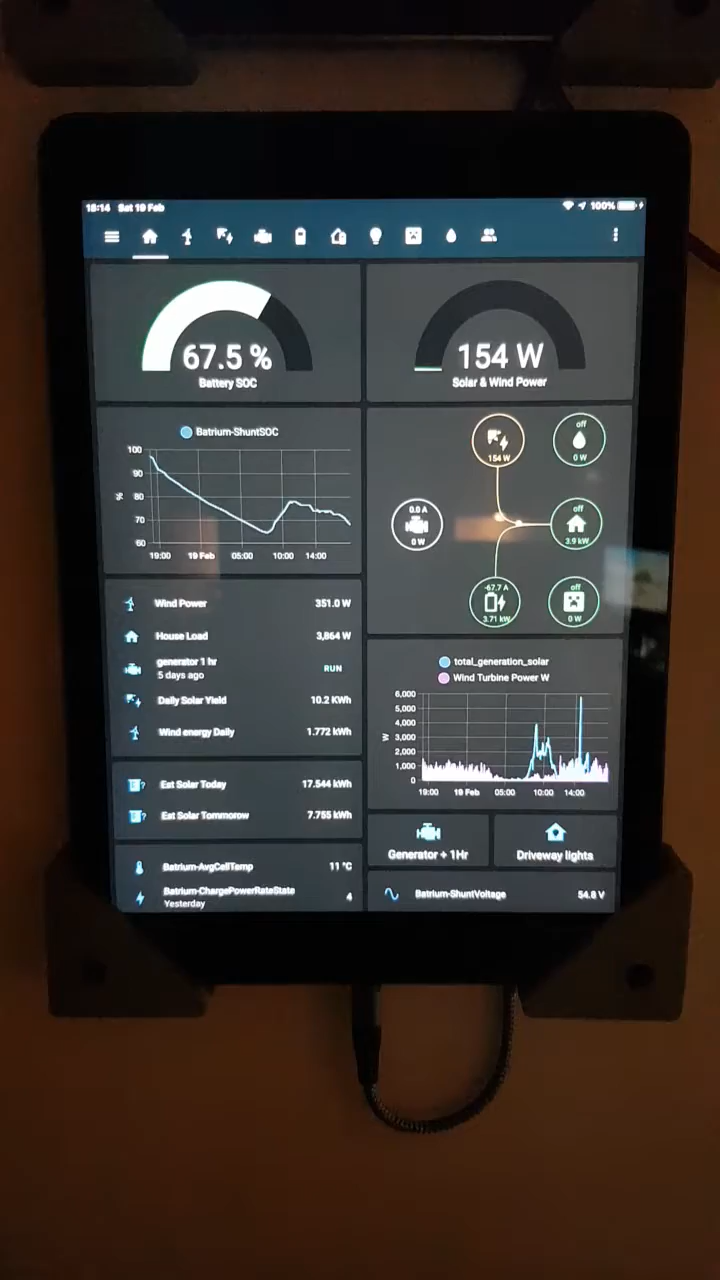 18:14 Sat 19 Feb
100%
67.5 %
Battery SOC
154 W
Solar & Wind Power
Batrium-ShuntSOC
100
90
80
70
60
%
19:00 19 Feb 05:00 10:00 14:00
154 W
off
0 W
0.0 A
0 W
off
3.9 kW
-67.7 A
3.71 kW
off
0 W
Wind Power 351.0 W
House Load 3,864 W
generator 1 hr
5 days ago
RUN
Daily Solar Yield 10.2 KWh
Wind energy Daily 1.772 kWh
total_generation_solar
Wind Turbine Power W
6,000
5,000
4,000
3,000
2,000
1,000
0
W
19:00 19 Feb 05:00 10:00 14:00
Est Solar Today 17.544 kWh
Est Solar Tommorow 7.755 kWh
Generator + 1Hr
Driveway lights
Batrium-AvgCellTemp 11 °C
Batrium-ChargePowerRateState
Yesterday
4
Batrium-ShuntVoltage 54.8 V